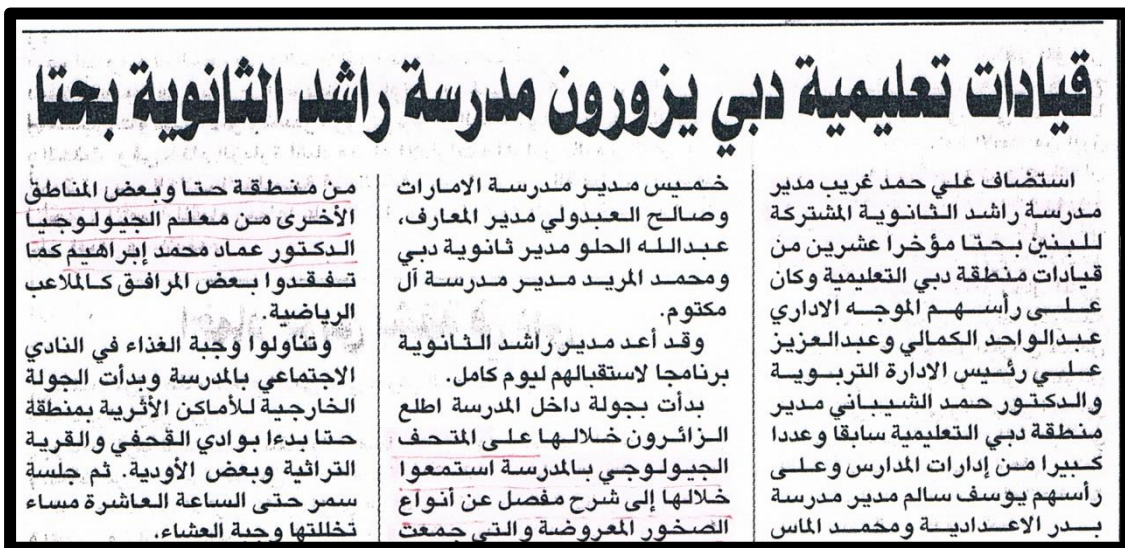 قيادات تعليمية دبي يزورون مدرسة راشد الثانوية بحتا
استضاف علي حمد غريب مدير
مدرسة راشد الثانوية المشتركة
للبنين بحتا مؤخرا عشرين من
قيادات منطقة دبي التعليمية وكان
على رأسهم الموجه الاداري
عبدالواحد الكمالي وعبدالعزيز
علي رئيس الادارة التربوية
والدكتور حمد الشيباني مدير
منطقة دبي التعليمية سابقا وعددا
كبيرا من إدارات المدارس وعلى
رأسهم يوسف سالم مدير مدرسة
بدر الاعدادية ومحمد الماس
خميس مدير مدرسة الامارات
وصالح العبدولي مدير المعارف،
عبدالله الحلو مدير ثانوية دبي
ومحمد المريد مدير مدرسة آل
مكتوم.
وقد أعد مدير راشد الثانوية
برنامجا لاستقبالهم ليوم كامل.
بدأت بجولة داخل المدرسة اطلع
الزائرون خلالها على المتحف
الجيولوجي بالمدرسة استمعوا
خلالها إلى شرح مفصل عن أنواع
الصخور المعروضة والتي جمعت
من منطقة حتا وبعض المناطق
الأخرى من معلم الجيولوجيا
الدكتور عماد محمد إبراهيم كما
تفقدوا بعض المرافق كالملاعب
الرياضية.
وتناولوا وجبة الغذاء في النادي
الاجتماعي بالمدرسة وبدأت الجولة
الخارجية للأماكن الأثرية بمنطقة
حتا بدءا بوادي القحفي والقرية
التراثية وبعض الأودية. ثم جلسة
سمر حتى الساعة العاشرة مساء
تخللتها وجبة العشاء.